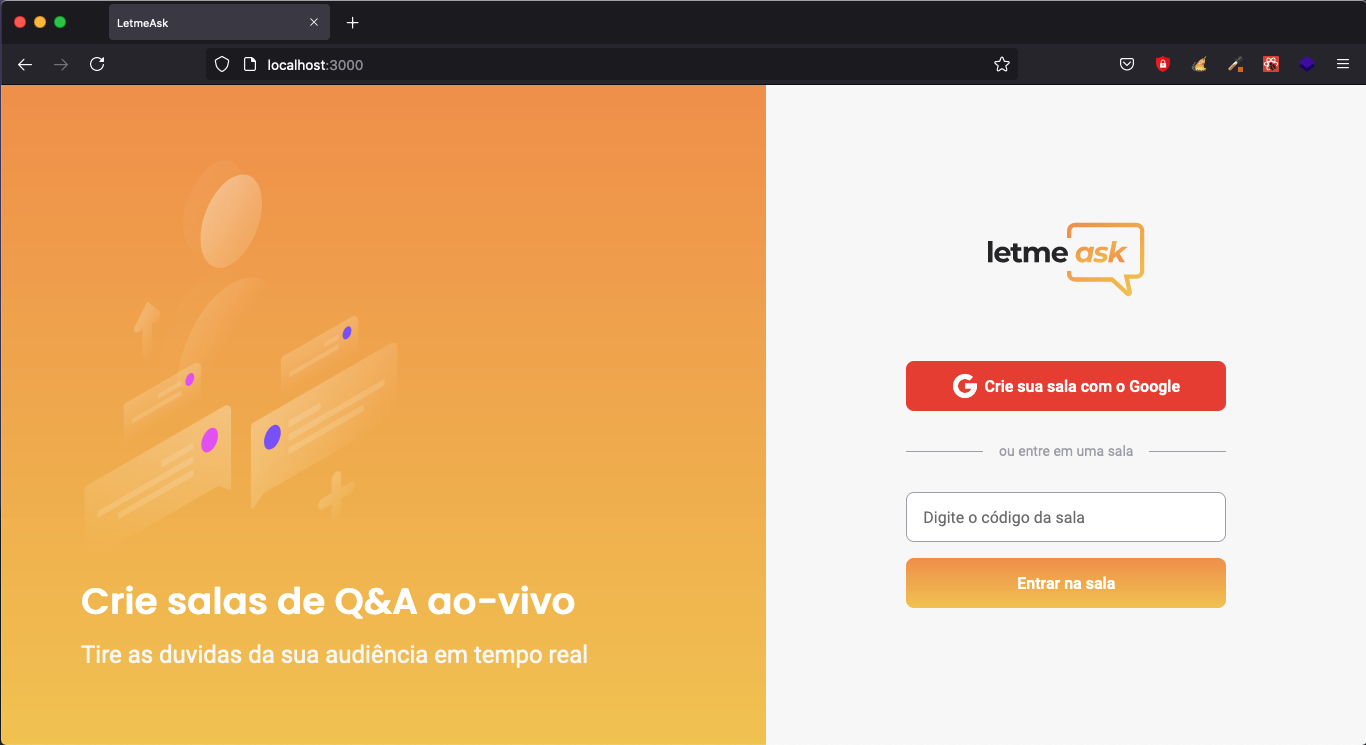 LetmeAsk
localhost:3000
letme ask
Crie sua sala com o Google
ou entre em uma sala
Digite o código da sala
Entrar na sala
Crie salas de Q&A ao-vivo
Tire as duvidas da sua audiência em tempo real